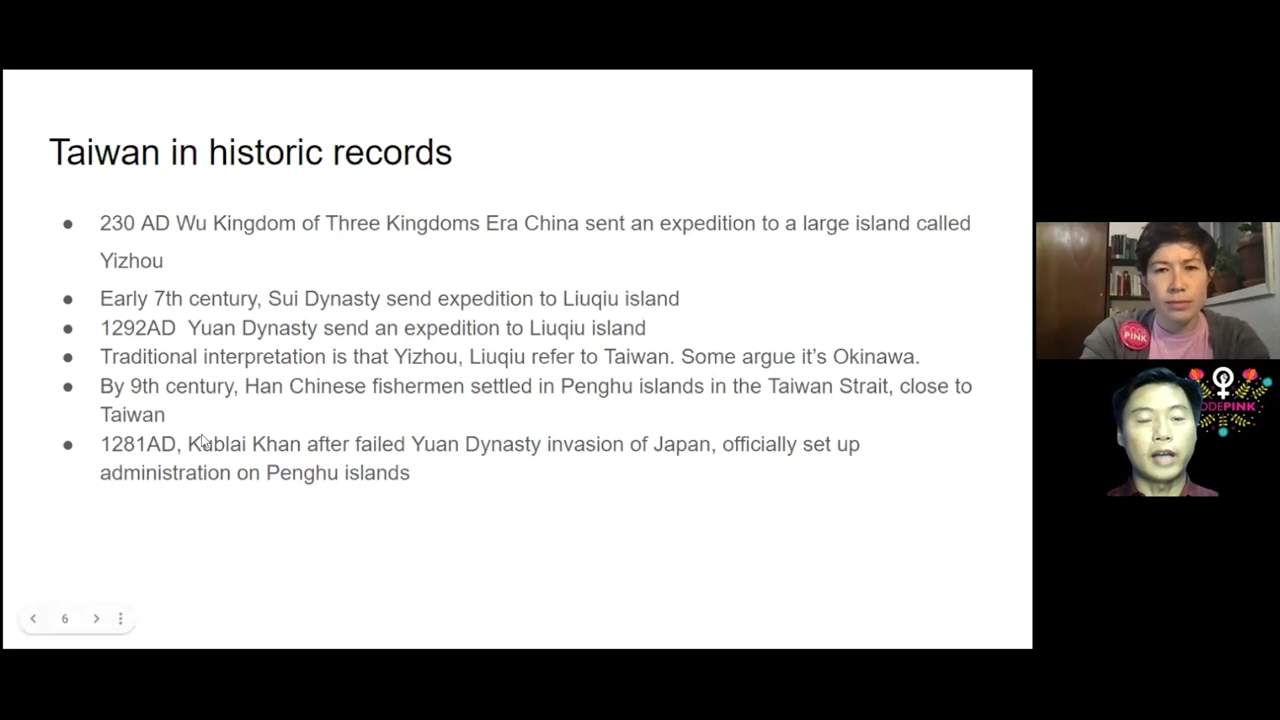 Taiwan in historic records
● 230 AD Wu Kingdom of Three Kingdoms Era China sent an expedition to a large island called
Yizhou
● Early 7th century, Sui Dynasty send expedition to Liuqiu island
● 1292AD  Yuan Dynasty send an expedition to Liuqiu island
● Traditional interpretation is that Yizhou, Liuqiu refer to Taiwan. Some argue it's Okinawa.
● By 9th century, Han Chinese fishermen settled in Penghu islands in the Taiwan Strait, close to
Taiwan
● 1281AD, Kublai Khan after failed Yuan Dynasty invasion of Japan, officially set up
administration on Penghu islands
6
CODE
PINK
ODEPINK